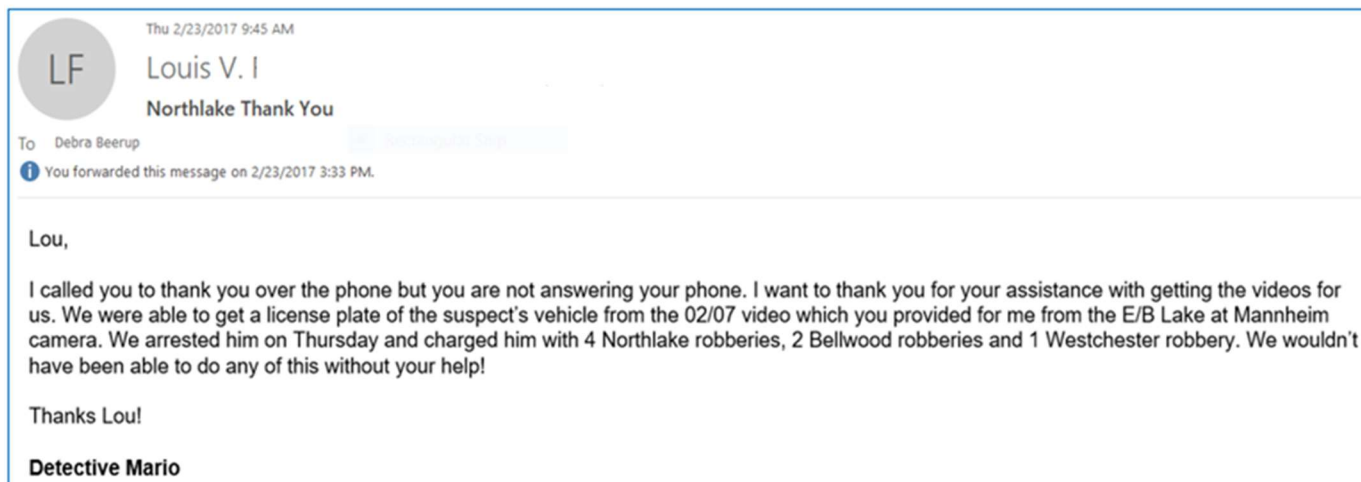 Thu 2/23/2017 9:45 AM
LF
Louis V.
Northlake Thank You
To Debra Beerup
You forwarded this message on 2/23/2017 3:33 PM.
Lou,
I called you to thank you over the phone but you are not answering your phone. I want to thank you for your assistance with getting the videos for
us. We were able to get a license plate of the suspect's vehicle from the 02/07 video which you provided for me from the E/B Lake at Mannheim
camera. We arrested him on Thursday and charged him with 4 Northlake robberies, 2 Bellwood robberies and 1 Westchester robbery. We wouldn't
have been able to do any of this without your help!
Thanks Lou!
Detective Mario